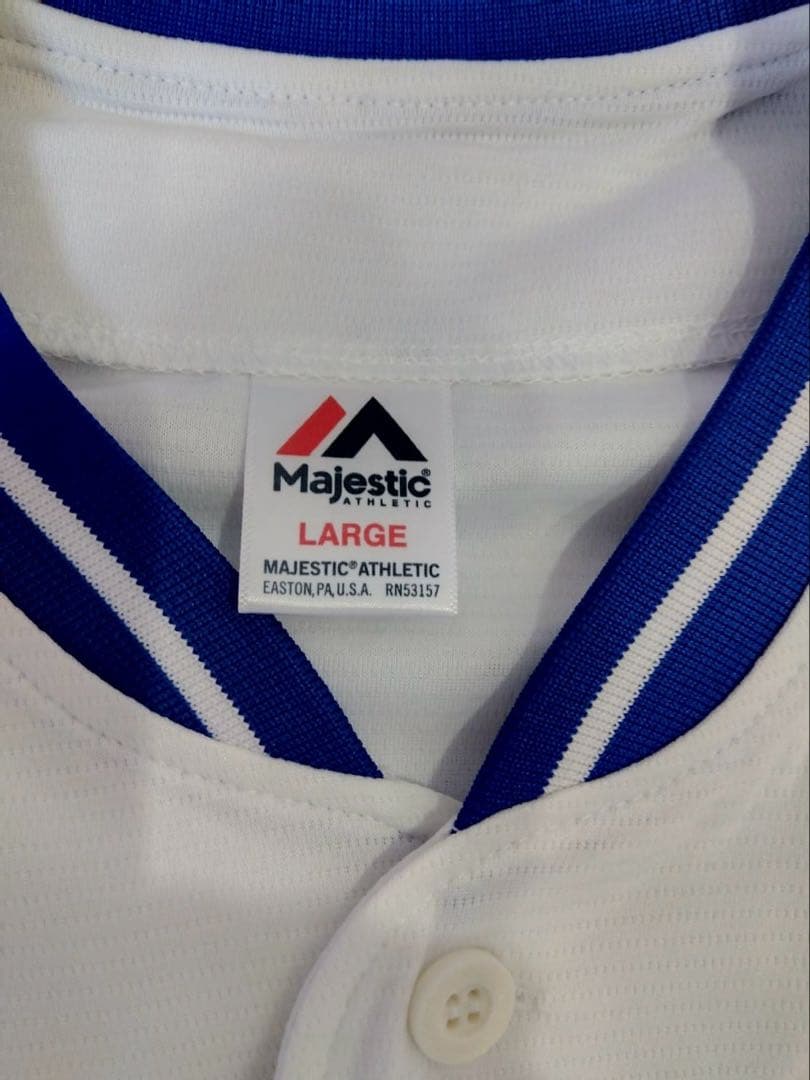 Majestic®
ATHLETIC
LARGE
MAJESTIC® ATHLETIC
EASTON, PA, U.S.A. RN53157